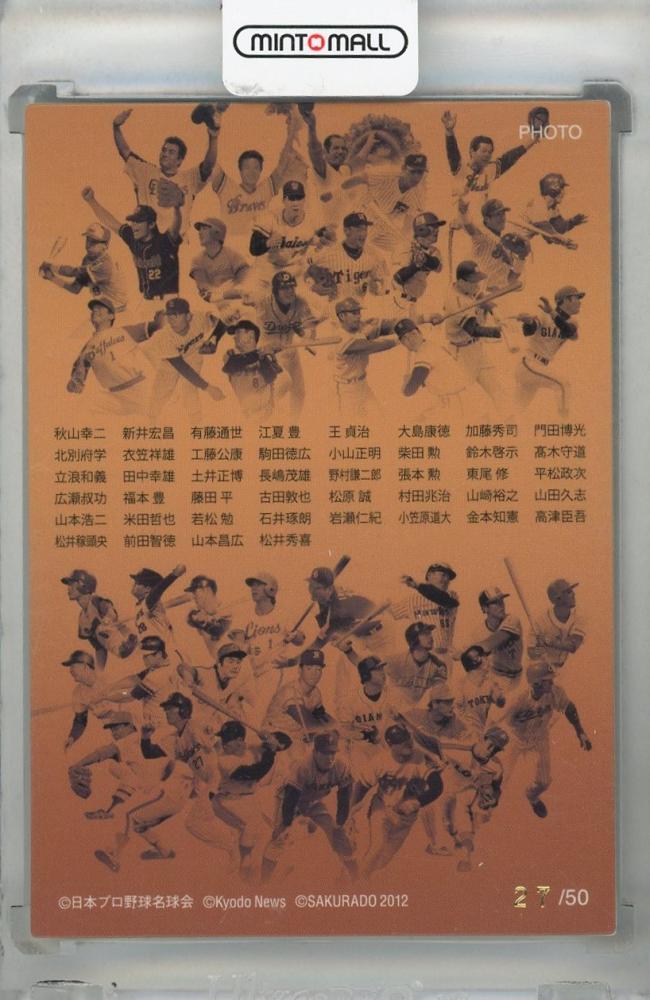 MINTMALL
PHOTO
秋山幸二 新井宏昌 有藤通世 江夏 豊 王 貞治 大島康徳 加藤秀司 門田博光
北別府学 衣笠祥雄 工藤公康 駒田徳広 小山正明 柴田 勲 鈴木啓示 髙木守道
立浪和義 田中幸雄 土井正博 長嶋茂雄 野村謙二郎 張本 勲 東尾 修 平松政次
広瀬叔功 福本 豊 藤田 平 古田敦也 松原 誠 村田兆治 山崎裕之 山田久志
山本浩二 米田哲也 若松 勉 石井琢朗 岩瀬仁紀 小笠原道大 金本知憲 高津臣吾
松井稼頭央 前田智徳 山本昌広 松井秀喜
©日本プロ野球名球会 ©Kyodo News ©SAKURADO 2012
27 /50